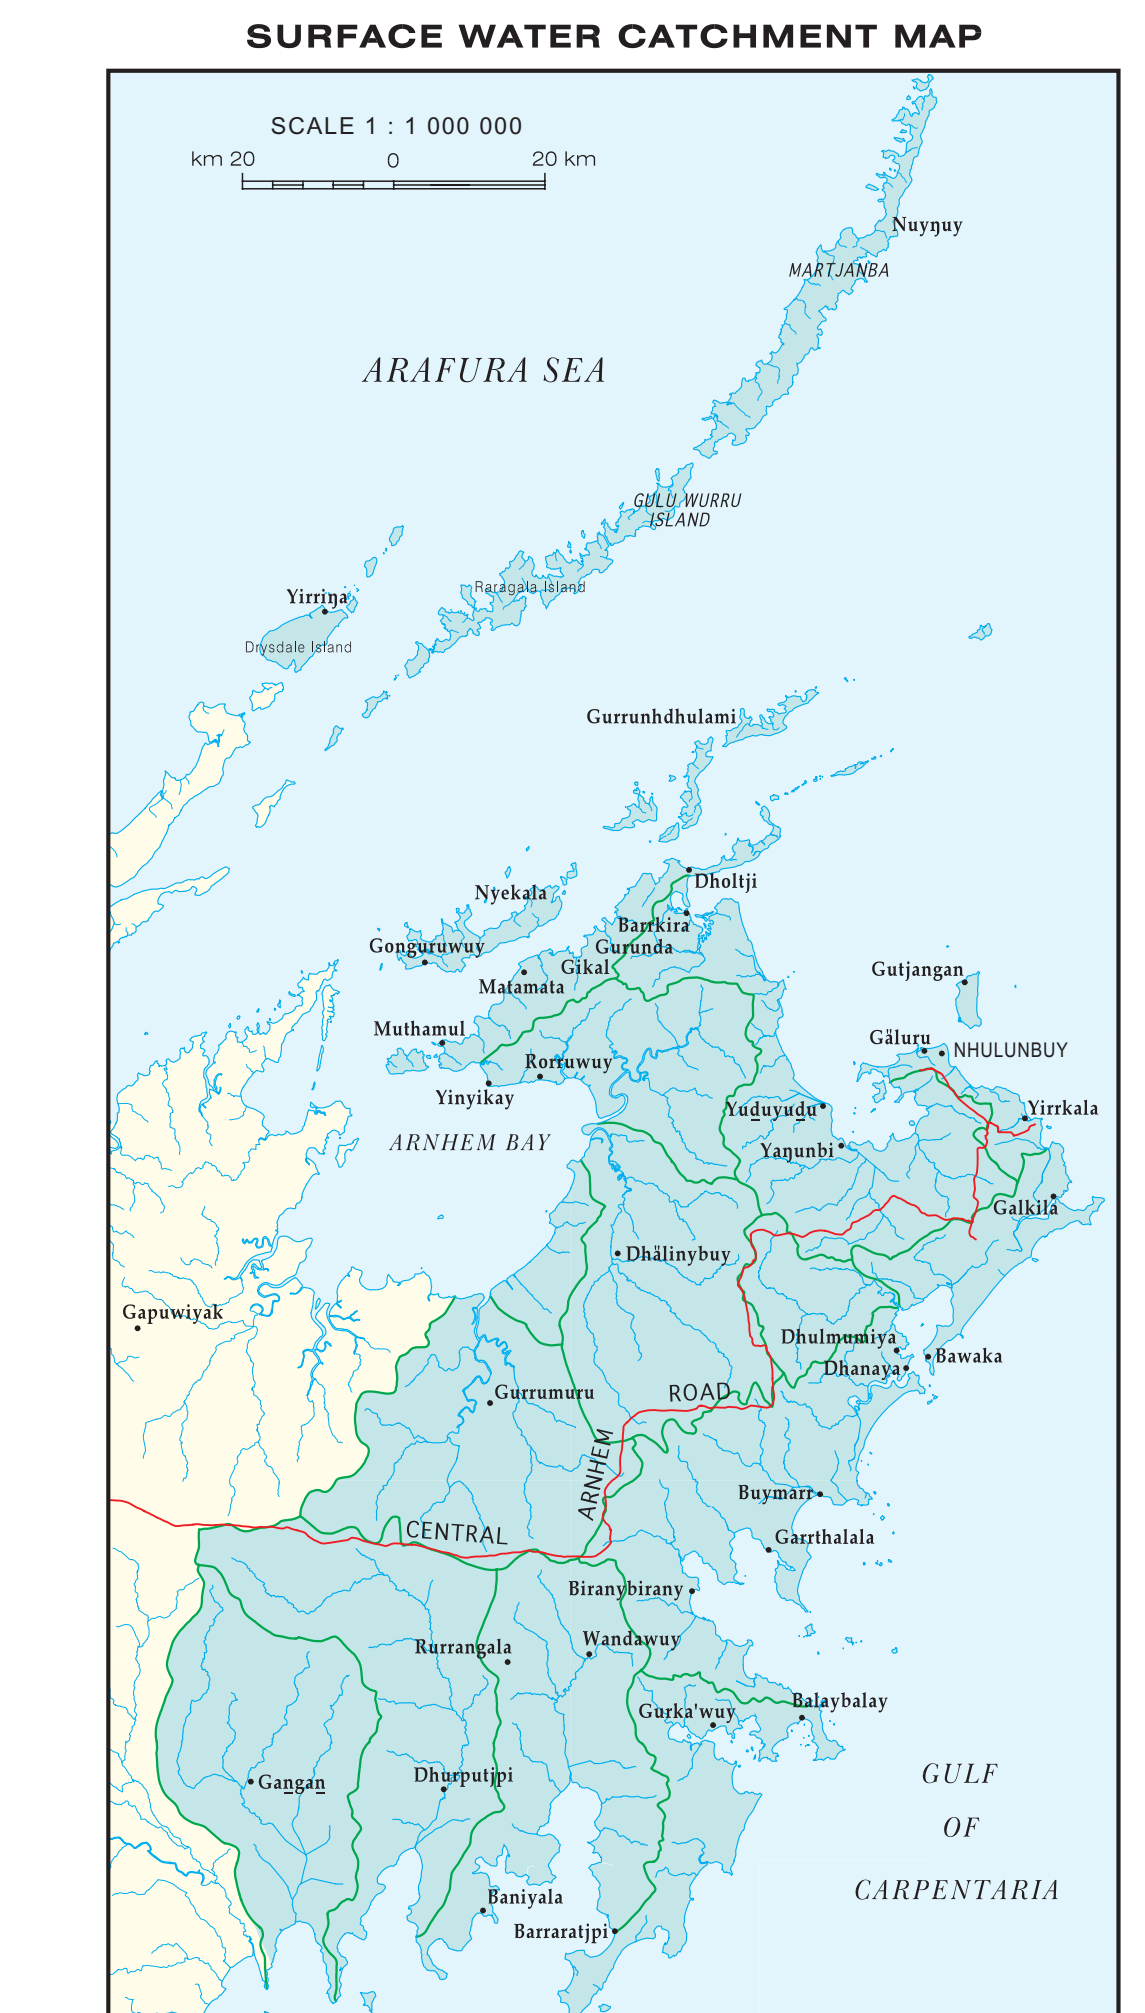 SURFACE WATER CATCHMENT MAP
SCALE 1 : 1 000 000
km 20 0 20 km
Nuyŋuy
MARTJANBA
ARAFURA SEA
GULU WURRU
ISLAND
Raragala Island
Yirriŋa
Drysdale Island
Gurrunhdhulami
Dholtji
Nyekala
Barrkira
Gonguruwuy
Gurunda
Gikal
Matamata
Gutjangan
Muthamul
Gäluru
NHULUNBUY
Rorruwuwy
Yinyikay
Yuḏuyuḏu
Yirrkala
ARNHEM BAY
Yaŋunbi
Galkila
Dhälinybuy
Gapuwiyak
Dhulmumiya
Bawaka
Dhanaya
Gurrumuru
ROAD
ARNHEM
CENTRAL
Buymarr
Garrthalala
Biranybirany
Wandawuy
Rurrangala
Balaybalay
Gurka'wuy
GULF
OF
CARPENTARIA
Gaṉgaṉ
Dhurputjpi
Baniyala
Barraratjpi